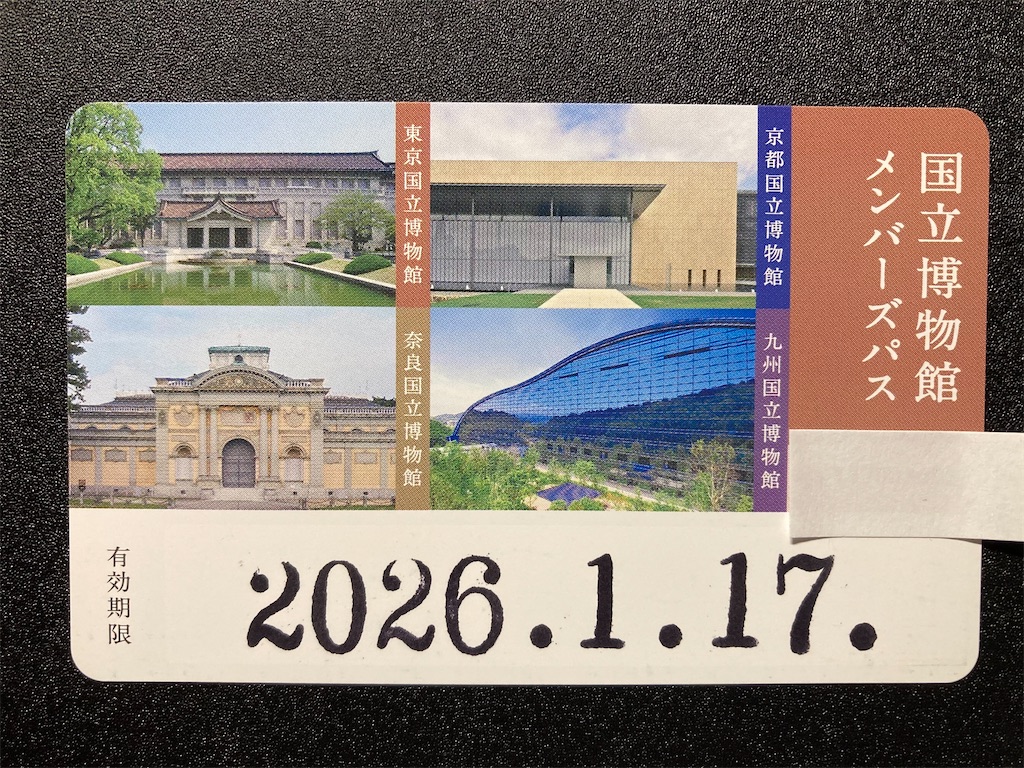 国立博物館
メンバーズパス
東京国立博物館
京都国立博物館
奈良国立博物館
九州国立博物館
有効期限
2026.1.17.